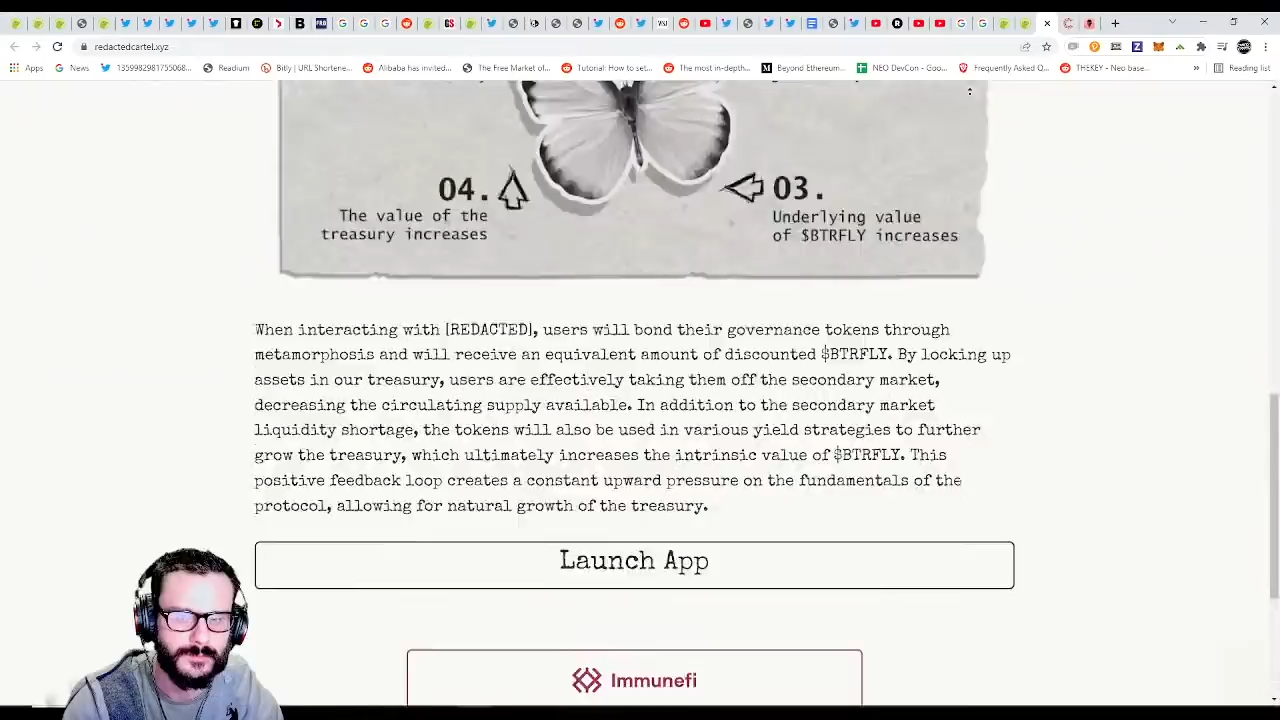 redactedcartel.xyz
Apps
News
1359982981755068...
Readium
Bitly | URL Shortene...
Alibaba has invited...
The Free Market of...
Tutorial: How to set...
The most in-depth...
Beyond Ethereum...
NEO DevCon - Goo...
Frequently Asked Q...
THEKEY - Neo base...
»
Reading list
04.
The value of the
treasury increases
03.
Underlying value
of $BTRFLY increases
When interacting with [REDACTED], users will bond their governance tokens through
metamorphosis and will receive an equivalent amount of discounted $BTRFLY. By locking up
assets in our treasury, users are effectively taking them off the secondary market,
decreasing the circulating supply available. In addition to the secondary market
liquidity shortage, the tokens will also be used in various yield strategies to further
grow the treasury, which ultimately increases the intrinsic value of $BTRFLY. This
positive feedback loop creates a constant upward pressure on the fundamentals of the
protocol, allowing for natural growth of the treasury.
Launch App
Immunefi